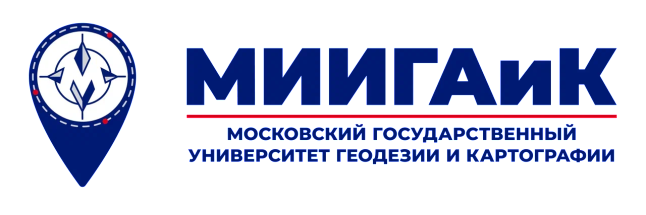 МИИГАиК
МОСКОВСКИЙ ГОСУДАРСТВЕННЫЙ
УНИВЕРСИТЕТ ГЕОДЕЗИИ И КАРТОГРАФИИ